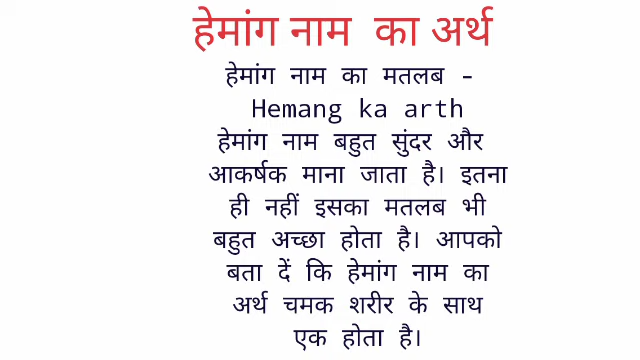 हेमांग नाम का अर्थ
हेमांग नाम का मतलब -
Hemang ka arth
हेमांग नाम बहुत सुंदर और
आकर्षक माना जाता है। इतना
ही नहीं इसका मतलब भी
बहुत अच्छा होता है। आपको
बता दें कि हेमांग नाम का
अर्थ चमक शरीर के साथ
एक होता है।